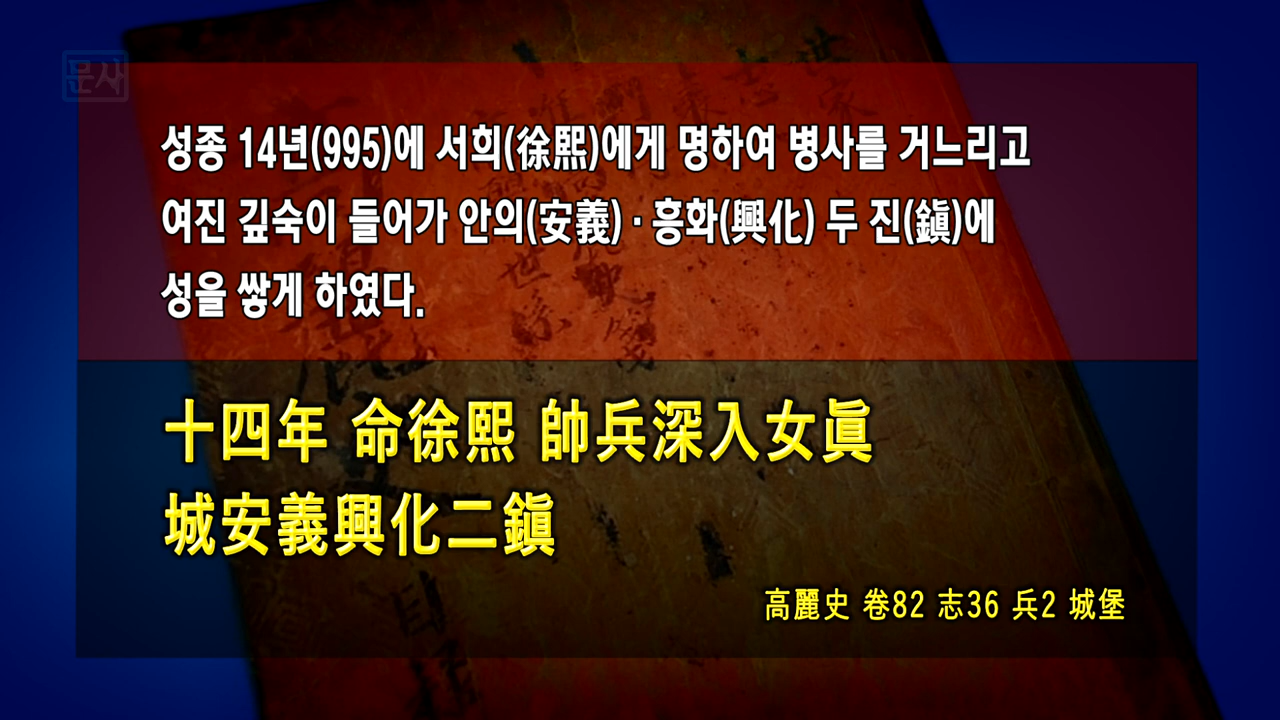 문사
성종 14년(995)에 서희(徐熙)에게 명하여 병사를 거느리고
여진 깊숙이 들어가 안의(安義)·흥화(興化) 두 진(鎭)에
성을 쌓게 하였다.
十四年 命徐熙 帥兵深入女眞
城安義興化二鎭
高麗史 卷82 志36 兵2 城堡